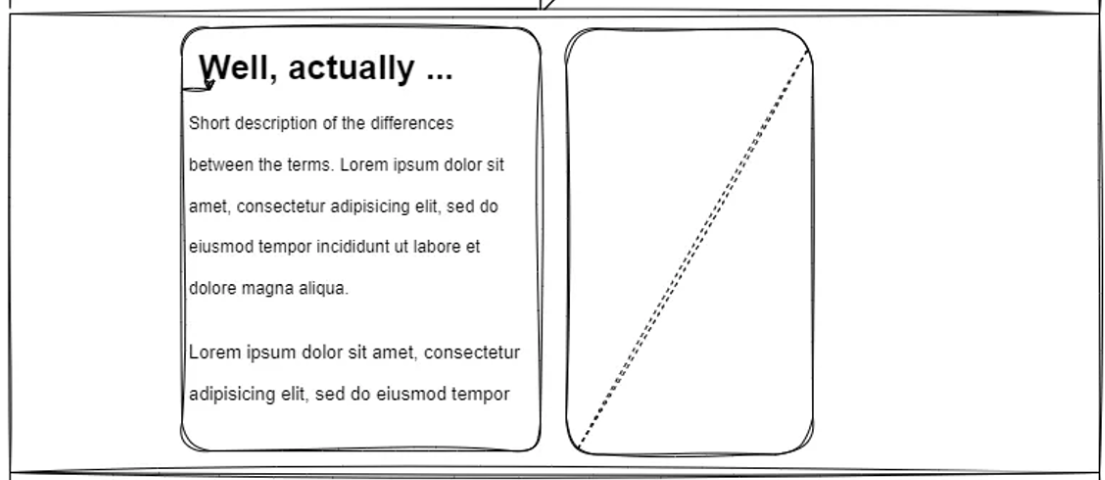 Well, actually ...
Short description of the differences
between the terms. Lorem ipsum dolor sit
amet, consectetur adipisicing elit, sed do
eiusmod tempor incididunt ut labore et
dolore magna aliqua.
Lorem ipsum dolor sit amet, consectetur
adipisicing elit, sed do eiusmod tempor